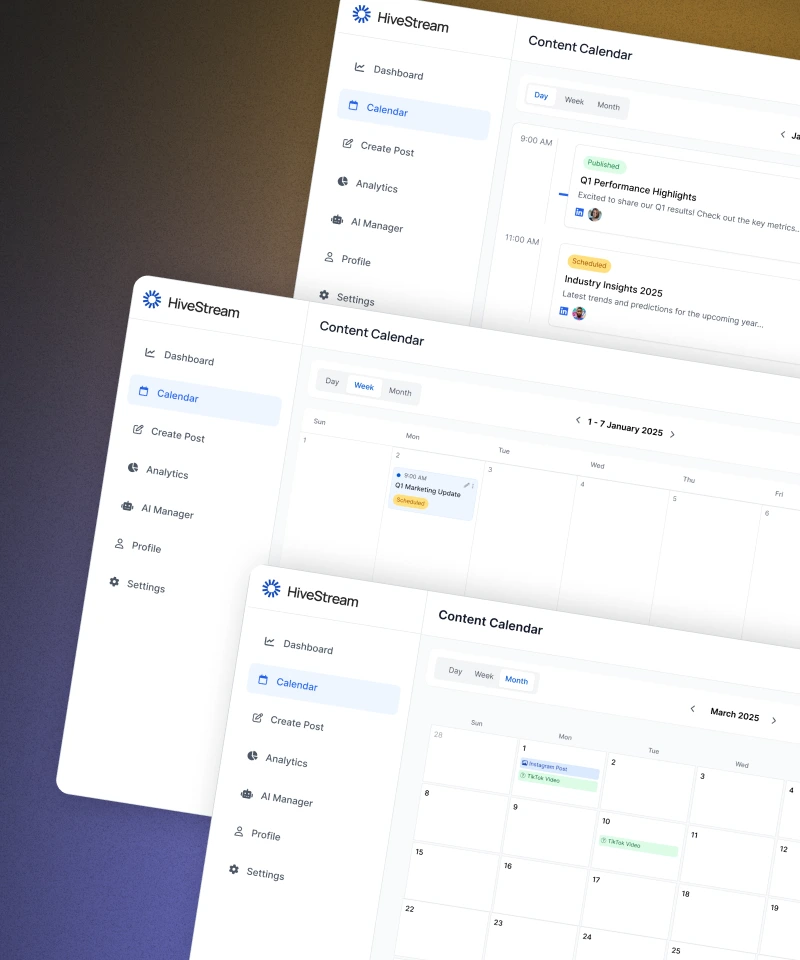 HiveStream
Content Calendar
Dashboard
Calendar
Create Post
Analytics
AI Manager
Profile
Settings
Day Week Month
9:00 AM
Published
Q1 Performance Highlights
Excited to share our Q1 results! Check out the key metrics...
11:00 AM
Scheduled
Industry Insights 2025
Latest trends and predictions for the upcoming year...
HiveStream
Content Calendar
Dashboard
Calendar
Create Post
Analytics
AI Manager
Profile
Settings
Day Week Month
1 - 7 January 2025
Sun Mon Tue Wed Thu Fri
1 2 3 4 5 6
9:00 AM
Q1 Marketing Update
Scheduled
HiveStream
Content Calendar
Dashboard
Calendar
Create Post
Analytics
AI Manager
Profile
Settings
Day Week Month
March 2025
Sun Mon Tue Wed
28 1 2 3 4
Instagram Post
TikTok Video
8 9 10 11 12
TikTok Video
15 16 17 18 19
22 23 24 25